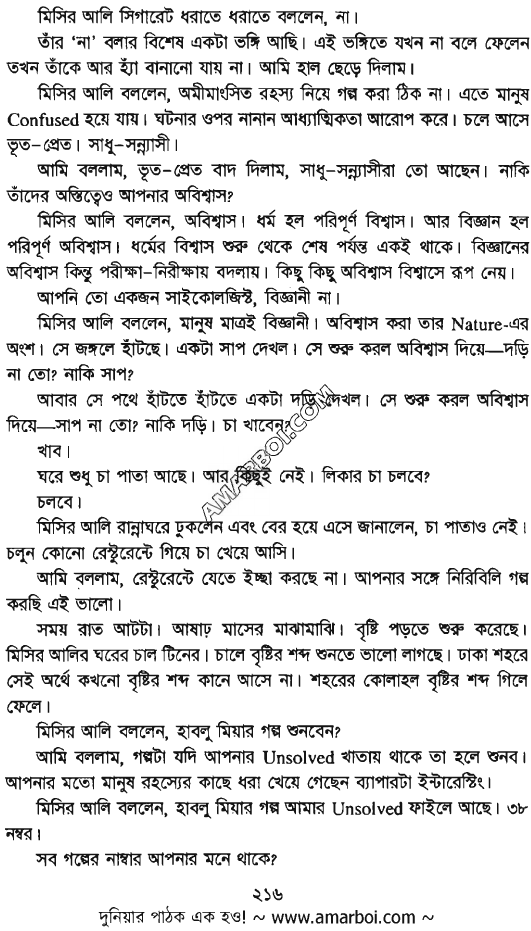 মিসির আলি সিগারেট ধরাতে ধরাতে বললেন, না।
তাঁর ‘না’ বলার বিশেষ একটা ভঙ্গি আছি। এই ভঙ্গিতে যখন না বলে ফেলেন
তখন তাঁকে আর হ্যাঁ বানানো যায় না। আমি হাল ছেড়ে দিলাম।
মিসির আলি বললেন, অমীমাংসিত রহস্য নিয়ে গল্প করা ঠিক না। এতে মানুষ
Confused হয়ে যায়। ঘটনার ওপর নানান আধ্যাত্মিকতা আরোপ করে। চলে আসে
ভূত-প্রেত। সাধু-সন্ন্যাসী।
আমি বললাম, ভূত-প্রেত বাদ দিলাম, সাধু-সন্ন্যাসীরা তো আছেন। নাকি
তাঁদের অস্তিত্বেও আপনার অবিশ্বাস?
মিসির আলি বললেন, অবিশ্বাস। ধর্ম হল পরিপূর্ণ বিশ্বাস। আর বিজ্ঞান হল
পরিপূর্ণ অবিশ্বাস। ধর্মের বিশ্বাস শুরু থেকে শেষ পর্যন্ত একই থাকে। বিজ্ঞানের
অবিশ্বাস কিন্তু পরীক্ষা-নিরীক্ষায় বদলায়। কিছু কিছু অবিশ্বাস বিশ্বাসে রূপ নেয়।
আপনি তো একজন সাইকোলজিস্ট, বিজ্ঞানী না।
মিসির আলি বললেন, মানুষ মাত্রই বিজ্ঞানী। অবিশ্বাস করা তার Nature-এর
অংশ। সে জঙ্গলে হাঁটছে। একটা সাপ দেখল। সে শুরু করল অবিশ্বাস দিয়ে—দড়ি
না তো? নাকি সাপ?
আবার সে পথে হাঁটতে হাঁটতে একটা দড়ি দেখল। সে শুরু করল অবিশ্বাস
দিয়ে—সাপ না তো? নাকি দড়ি। চা খাবেন?
খাব।
ঘরে শুধু চা পাতা আছে। আর কিছুই নেই। লিকার চা চলবে?
চলবে।
মিসির আলি রান্নাঘরে ঢুকলেন এবং বের হয়ে এসে জানালেন, চা পাতাও নেই।
চলুন কোনো রেস্টুরেন্টে গিয়ে চা খেয়ে আসি।
আমি বললাম, রেস্টুরেন্টে যেতে ইচ্ছা করছে না। আপনার সঙ্গে নিরিবিলি গল্প
করছি এই ভালো।
সময় রাত আটটা। আষাঢ় মাসের মাঝামাঝি। বৃষ্টি পড়তে শুরু করেছে।
মিসির আলির ঘরের চাল টিনের। চালে বৃষ্টির শব্দ শুনতে ভালো লাগছে। ঢাকা শহরে
সেই অর্থে কখনো বৃষ্টির শব্দ কানে আসে না। শহরের কোলাহল বৃষ্টির শব্দ গিলে
ফেলে।
মিসির আলি বললেন, হাবলু মিয়ার গল্প শুনবেন?
আমি বললাম, গল্পটা যদি আপনার Unsolved খাতায় থাকে তা হলে শুনব।
আপনার মতো মানুষ রহস্যের কাছে ধরা খেয়ে গেছেন ব্যাপারটা ইন্টারেস্টিং।
মিসির আলি বললেন, হাবলু মিয়ার গল্প আমার Unsolved ফাইলে আছে। ৩৮
নম্বর।
সব গল্পের নাম্বার আপনার মনে থাকে?
২১৬
দুনিয়ার পাঠক এক হও! ~ www.amarboi.com ~
AMARBOI.COM